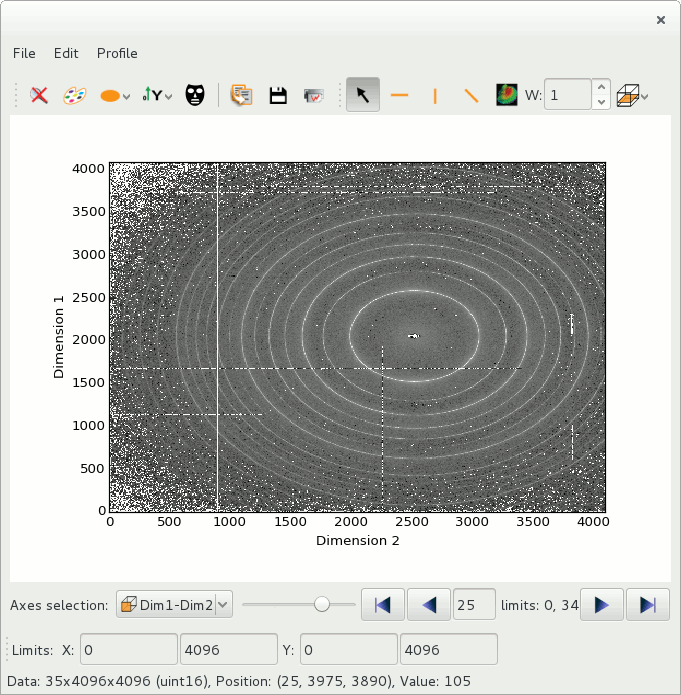 File Edit Profile
Y W: 1
4000
3500
3000
2500
2000
1500
1000
500
0
Dimension 1
0 500 1000 1500 2000 2500 3000 3500 4000
Dimension 2
Axes selection: Dim1-Dim2 25 limits: 0, 34
Limits: X: 0 4096 Y: 0 4096
Data: 35x4096x4096 (uint16), Position: (25, 3975, 3890), Value: 105